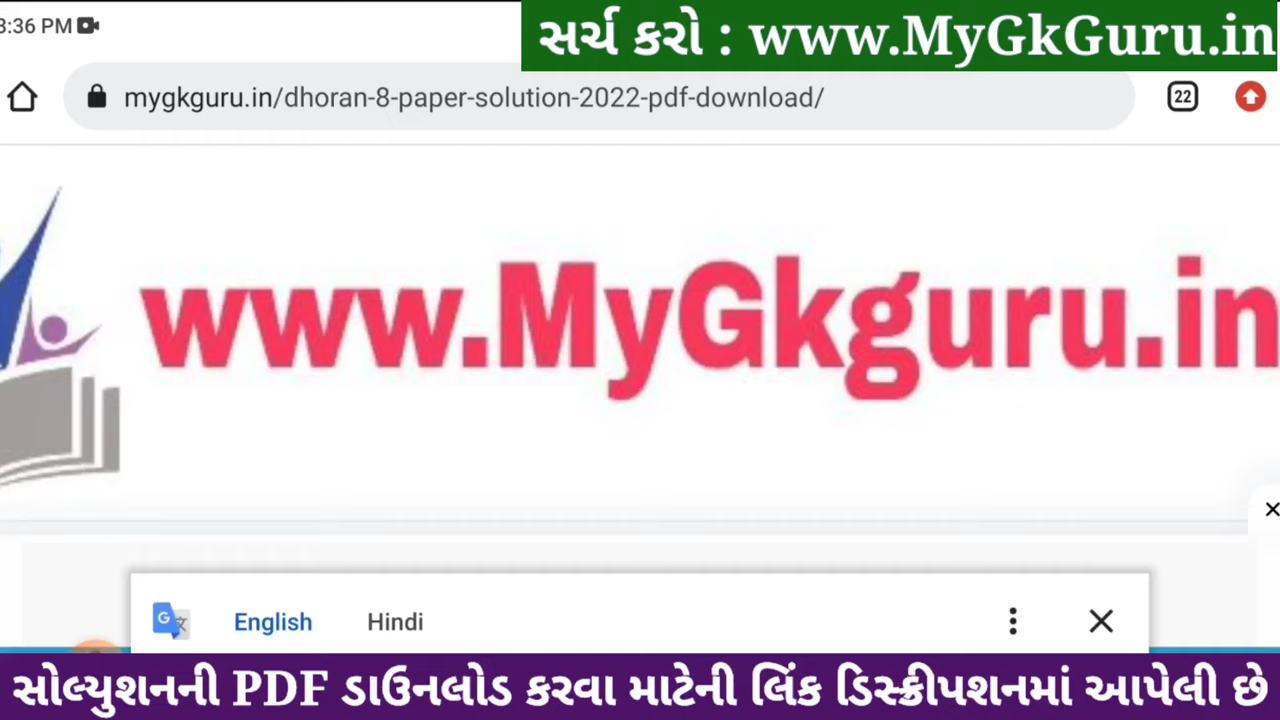 3:36 PM
સર્ચ કરો : www.MyGkGuru.in
mygkguru.in/dhoran-8-paper-solution-2022-pdf-download/
22
www.MyGkguru.in
English Hindi
સોલ્યુશનની PDF ડાઉનલોડ કરવા માટેની લિંક ડિસ્ક્રીપશનમાં આપેલી છે